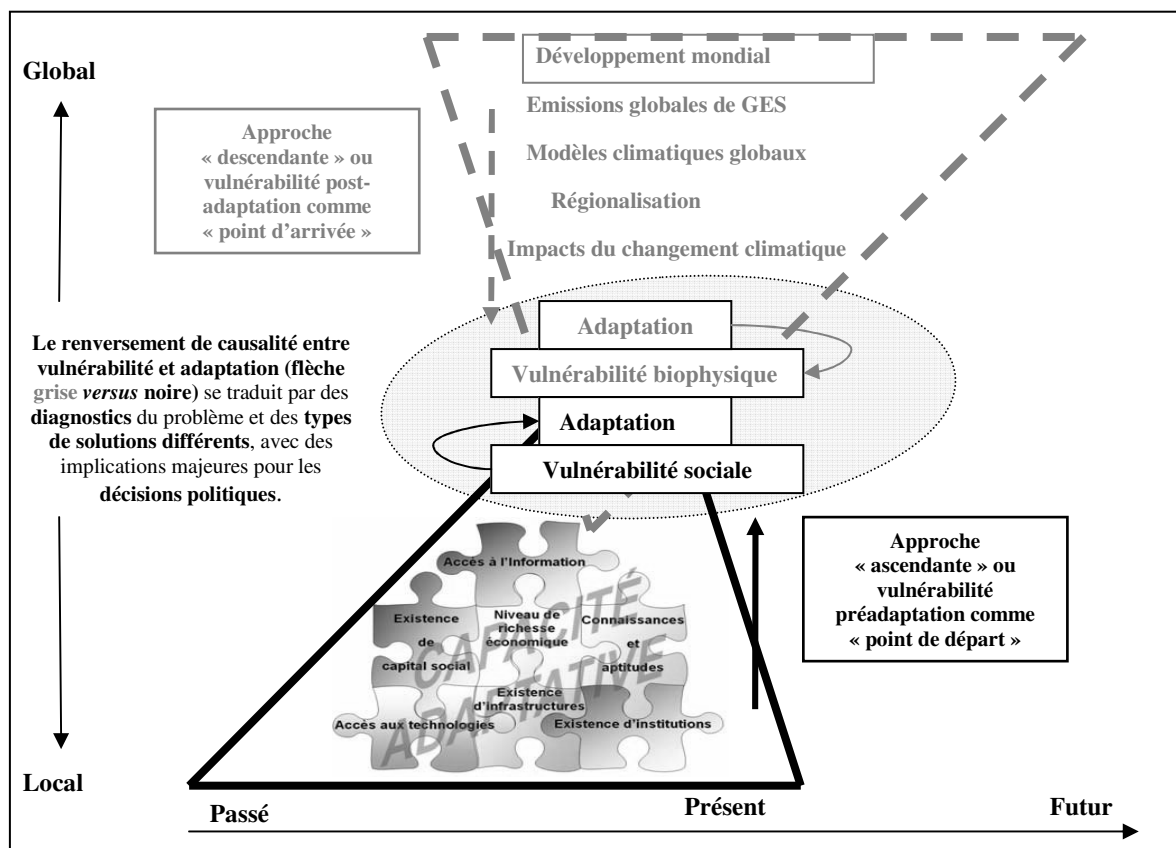 Global
Développement mondial
Emissions globales de GES
Modèles climatiques globaux
Régionalisation
Impacts du changement climatique
Approche
« descendante » ou
vulnérabilité post-
adaptation comme
« point d'arrivée »
Adaptation
Vulnérabilité biophysique
Adaptation
Vulnérabilité sociale
Le renversement de causalité entre
vulnérabilité et adaptation (flèche
grise versus noire) se traduit par des
diagnostics du problème et des types
de solutions différents, avec des
implications majeures pour les
décisions politiques.
Approche
« ascendante » ou
vulnérabilité
préadaptation comme
« point de départ »
Accès à l'Information
Existence
de
capital social
Niveau de
richesse
économique
Connaissances
et
aptitudes
Existence
d'infrastructures
Accès aux technologies
Existence d'institutions
CAPACITÉ
ADAPTATIVE
Local
Passé
Présent
Futur